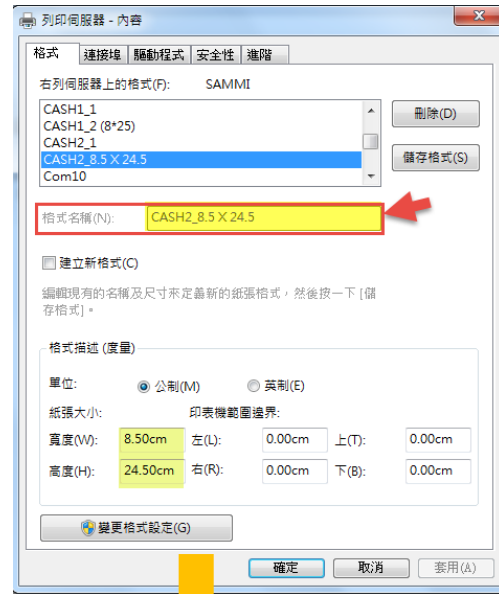 列印伺服器 - 內容
格式 連接埠 驅動程式 安全性 進階
右列伺服器上的格式(F): SAMMI
CASH1_1
CASH1_2 (8*25)
CASH2_1
CASH2_8.5 X 24.5
Com10
刪除(D)
儲存格式(S)
格式名稱(N): CASH2_8.5 X 24.5
建立新格式(C)
編輯現有的名稱及尺寸來定義新的紙張格式，然後按一下 [儲
存格式]。
格式描述 (度量)
單位: 公制(M) 英制(E)
紙張大小: 印表機範圍邊界:
寬度(W): 8.50cm 左(L): 0.00cm 上(T): 0.00cm
高度(H): 24.50cm 右(R): 0.00cm 下(B): 0.00cm
變更格式設定(G)
確定 取消 套用(A)